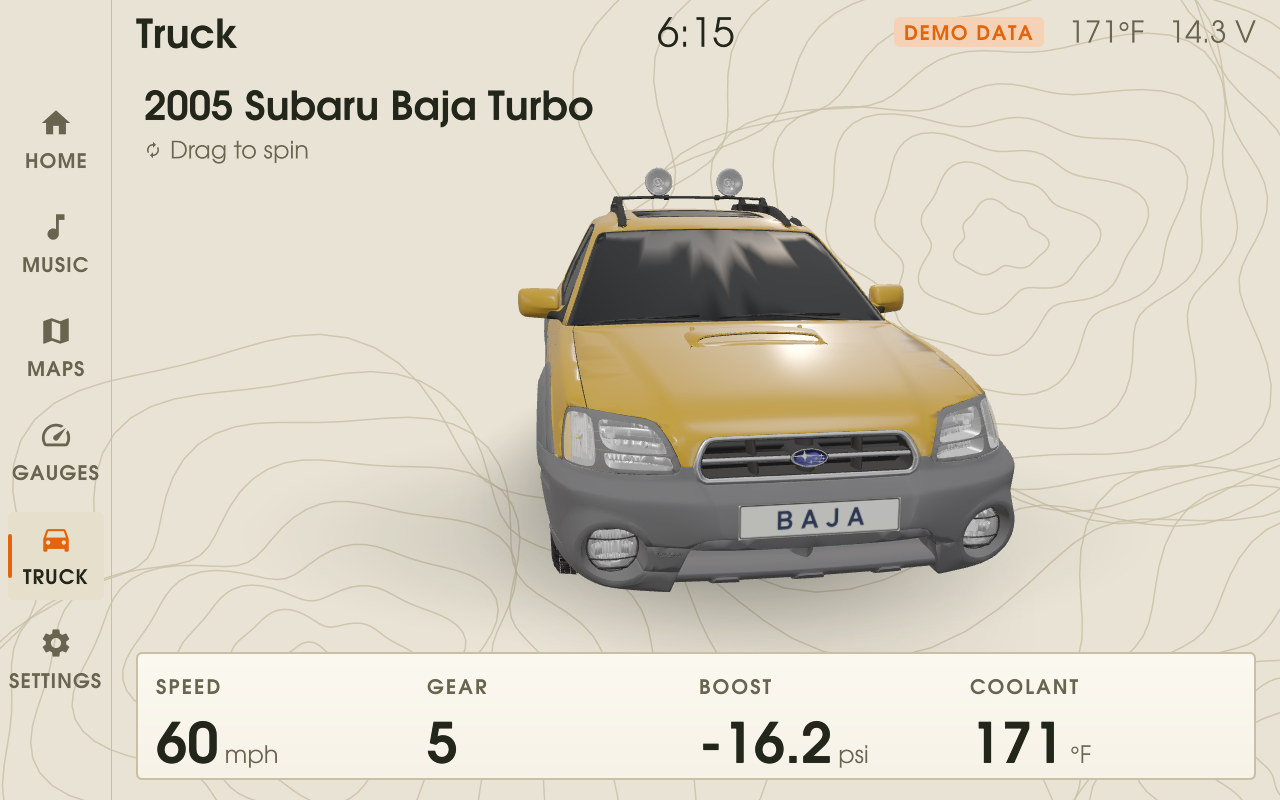 Truck
6:15
DEMO DATA
171°F
14.3 V
2005 Subaru Baja Turbo
Drag to spin
HOME
MUSIC
MAPS
GAUGES
TRUCK
SETTINGS
BAJA
SPEED
60 mph
GEAR
5
BOOST
-16.2 psi
COOLANT
171 °F